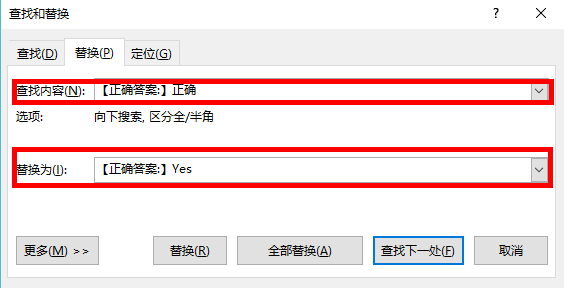 查找和替换 ? ×
查找(D) 替换(P) 定位(G)
查找内容(N): 【正确答案:】正确
选项: 向下搜索, 区分全/半角
替换为(I): 【正确答案:】Yes
更多(M) >> 替换(R) 全部替换(A) 查找下一处(F) 取消